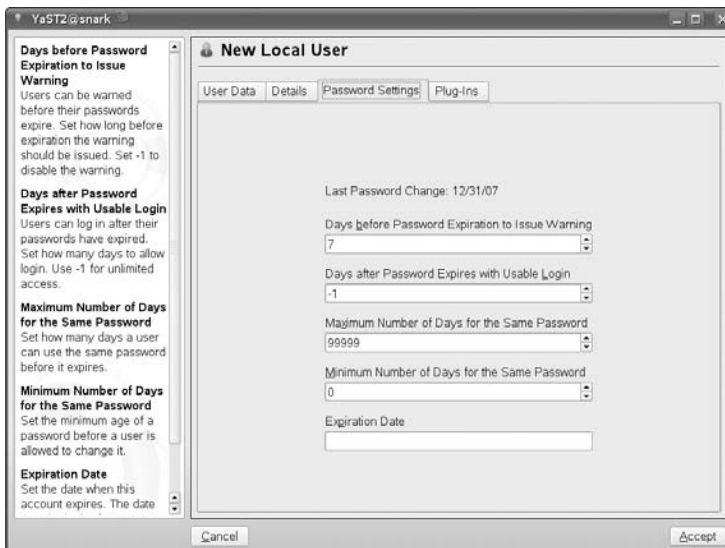 YaST2@snark
Days before Password
Expiration to Issue
Warning
Users can be warned
before their passwords
expire. Set how long before
expiration the warning
should be issued. Set -1 to
disable the warning.
Days after Password
Expires with Usable Login
Users can log in after their
passwords have expired.
Set how many days to allow
login. Use -1 for unlimited
access.
Maximum Number of Days
for the Same Password
Set how many days a user
can use the same password
before it expires.
Minimum Number of Days
for the Same Password
Set the minimum age of a
password before a user is
allowed to change it.
Expiration Date
Set the date when this
account expires. The date
New Local User
User Data Details Password Settings Plug-Ins
Last Password Change: 12/31/07
Days before Password Expiration to Issue Warning
7
Days after Password Expires with Usable Login
-1
Maximum Number of Days for the Same Password
99999
Minimum Number of Days for the Same Password
0
Expiration Date
Cancel Accept